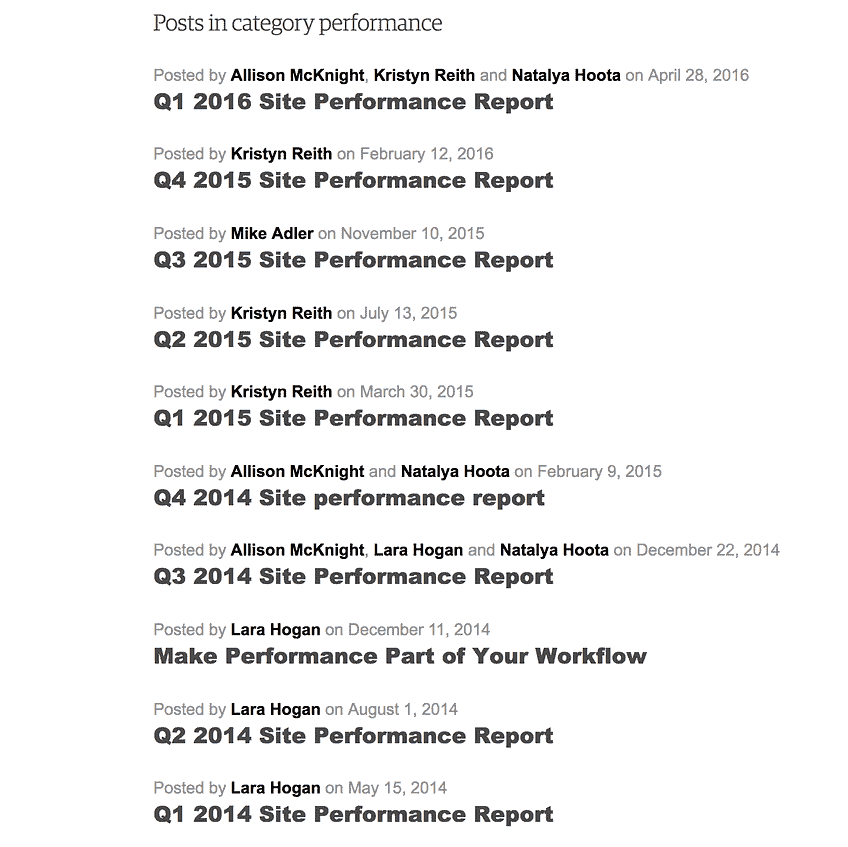 Posts in category performance
Posted by Allison McKnight, Kristyn Reith and Natalya Hoota on April 28, 2016
Q1 2016 Site Performance Report
Posted by Kristyn Reith on February 12, 2016
Q4 2015 Site Performance Report
Posted by Mike Adler on November 10, 2015
Q3 2015 Site Performance Report
Posted by Kristyn Reith on July 13, 2015
Q2 2015 Site Performance Report
Posted by Kristyn Reith on March 30, 2015
Q1 2015 Site Performance Report
Posted by Allison McKnight and Natalya Hoota on February 9, 2015
Q4 2014 Site performance report
Posted by Allison McKnight, Lara Hogan and Natalya Hoota on December 22, 2014
Q3 2014 Site Performance Report
Posted by Lara Hogan on December 11, 2014
Make Performance Part of Your Workflow
Posted by Lara Hogan on August 1, 2014
Q2 2014 Site Performance Report
Posted by Lara Hogan on May 15, 2014
Q1 2014 Site Performance Report